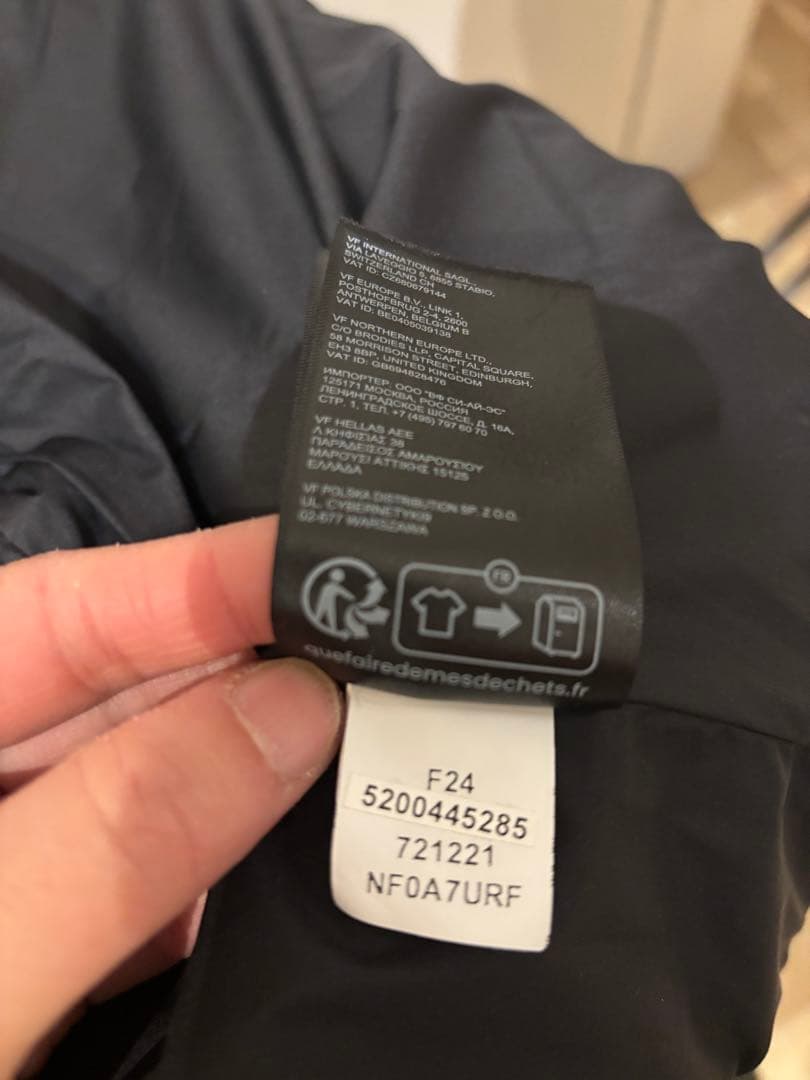 VF INTERNATIONAL SAGL,
VIA LAVEGGIO 5, 6855 STABIO,
SWITZERLAND CH
VAT ID: CZ680679144
VF EUROPE B.V., LINK 1,
POSTHOFBRUG 2-4, 2600
ANTWERPEN, BELGIUM B
VAT ID: BE0405039138
VF NORTHERN EUROPE LTD.,
C/O BRODIES LLP, CAPITAL SQUARE,
58 MORRISON STREET, EDINBURGH,
EH3 8BP, UNITED KINGDOM
VAT ID: GB694828476
ИМПОРТЕР. ООО "ВФ СИ-АЙ-ЭС"
125171 МОСКВА, РОССИЯ
ЛЕНИНГРАДСКОЕ ШОССЕ, Д. 16А,
СТР. 1, ТЕЛ. +7 (495) 797 60 70
VF HELLAS AEE
Λ ΚΗΦΙΣΙΑΣ 38
ΠΑΡΑΔΕΙΣΟΣ ΑΜΑΡΟΥΣΙΟΥ
ΜΑΡΟΥΣΙ ΑΤΤΙΚΗΣ 15125
ΕΛΛΑΔΑ
VF POLSKA DISTRIBUTION SP. Z O.O.
UL. CYBERNETYKI
02-677 WARSZAWA
FR
quefairedemesdechets.fr
F24
5200445285
721221
NF0A7URF